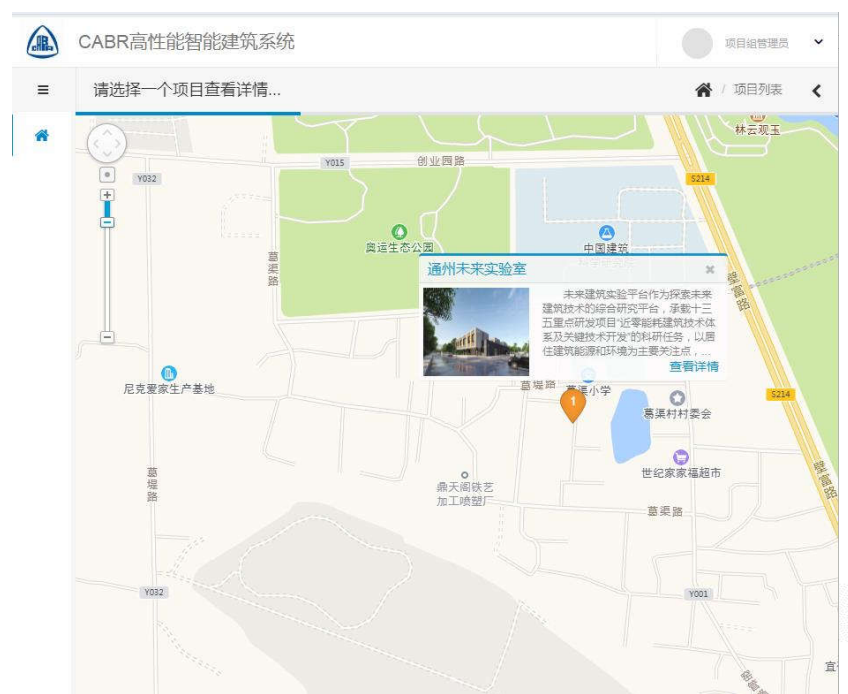 CABR高性能智能建筑系统
项目组管理员
请选择一个项目查看详情...
/ 项目列表
林云观玉
Y015
创业园路
Y032
S214
奥运生态公园
中国建筑
葛渠路
通州未来实验室
未来建筑实验平台作为探索未来
建筑技术的综合研究平台，承载十三
五重点研发项目“近零能耗建筑技术体
系及关键技术开发”的科研任务，以居
住建筑能源和环境为主要关注点，...
查看详情
壁富路
尼克爱家生产基地
葛堤路
葛渠小学
1
S214
葛渠村村委会
世纪家家福超市
壁富路
葛堤路
鼎天阁铁艺
加工喷塑厂
葛渠路
Y032
Y001
宜